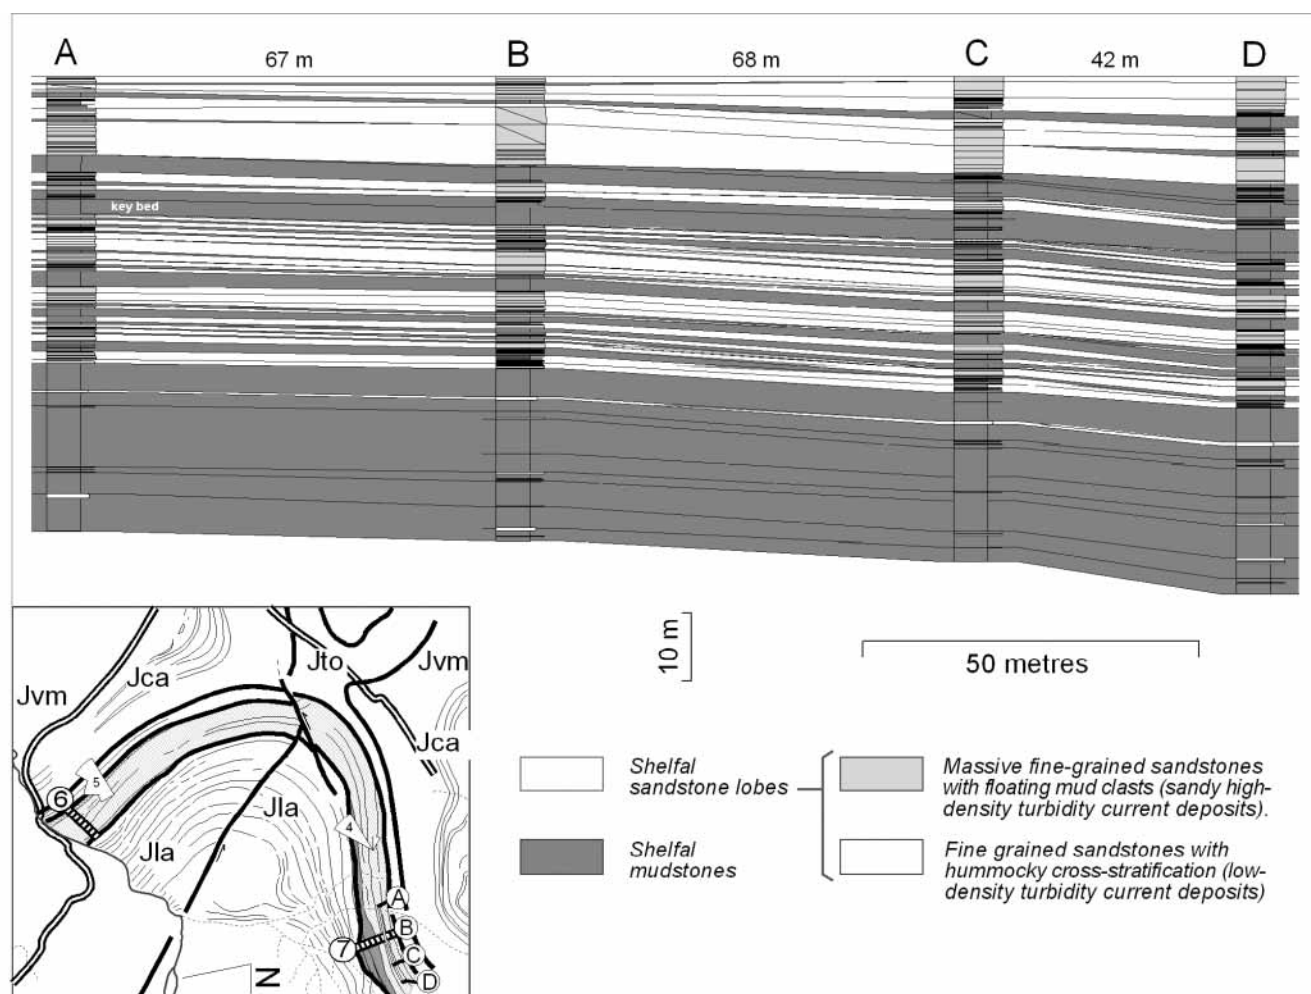 A
67 m
B
68 m
C
42 m
D
key bed
10 m
50 metres
Shelfal
sandstone lobes
Shelfal
mudstones
Massive fine-grained sandstones
with floating mud clasts (sandy high-
density turbidity current deposits).
Fine grained sandstones with
hummocky cross-stratification (low-
density turbidity current deposits)
Jvm
Jca
Jto
Jvm
Jca
5
6
Jla
Jla
4
A
B
7
C
D
N